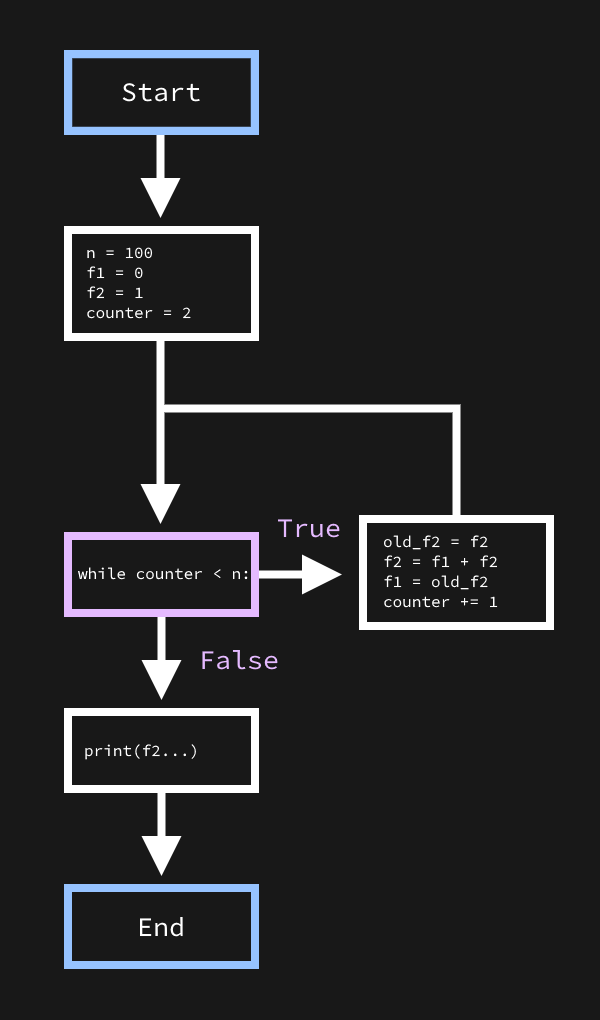 Start
n = 100
f1 = 0
f2 = 1
counter = 2
while counter < n:
True
old_f2 = f2
f2 = f1 + f2
f1 = old_f2
counter += 1
False
print(f2...)
End